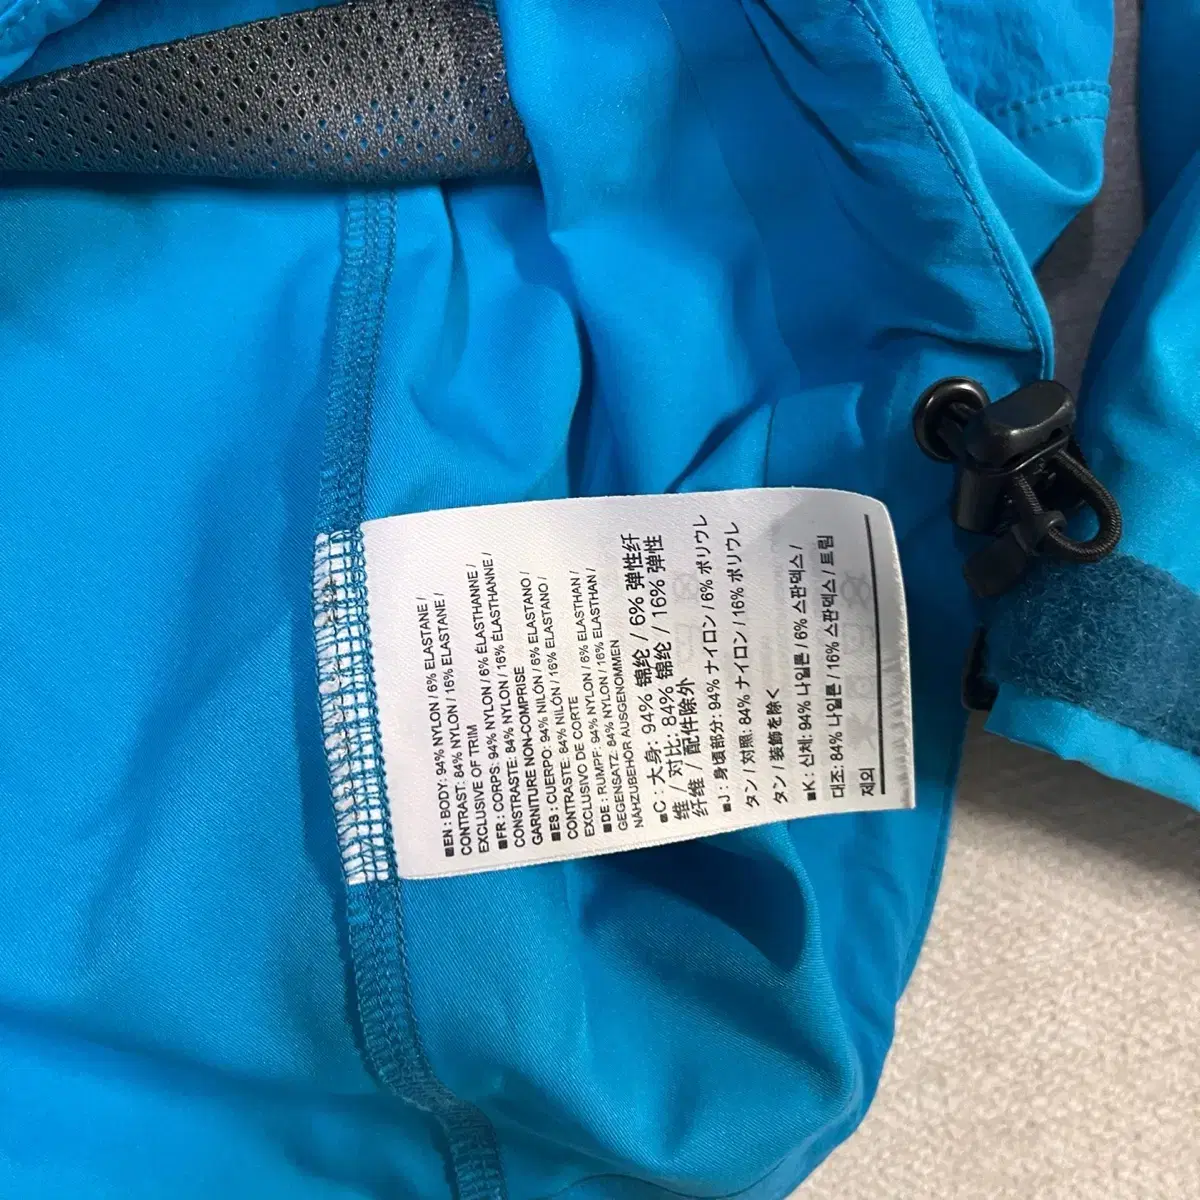 ■EN : BODY: 94% NYLON / 6% ELASTANE /
CONTRAST: 84% NYLON / 16% ELASTANE /
EXCLUSIVE OF TRIM
■FR : CORPS: 94% NYLON / 6% ÉLASTHANNE /
CONSTRASTE: 84% NYLON / 16% ÉLASTHANNE /
GARNITURE NON-COMPRISE
■ES : CUERPO: 94% NILÓN / 6% ELASTANO /
CONTRASTE: 84% NILÓN / 16% ELASTANO /
EXCLUSIVO DE CORTE
■DE : RUMPF: 94% NYLON / 6% ELASTHAN /
GEGENSATZ: 84% NYLON / 16% ELASTHAN /
NÄHZUBEHÖR AUSGENOMMEN
■C : 大身: 94% 锦纶 / 6% 弹性纤
维 / 对比: 84% 锦纶 / 16% 弹性
纤维 / 配件除外
■J : 身頃部分: 94% ナイロン / 6% ポリウレ
タン / 対照: 84% ナイロン / 16% ポリウレ
タン / 装飾を除く
■K : 신체: 94% 나일론 / 6% 스판덱스 /
대조: 84% 나일론 / 16% 스판덱스 / 트림
제외